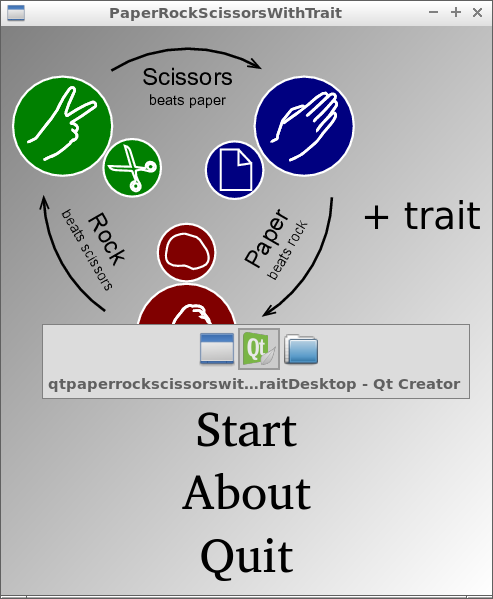 PaperRockScissorsWithTrait
Scissors
beats paper
Rock
beats scissors
Paper
beats rock
+ trait
Qt
qtpaperrockscissorswit...raitDesktop - Qt Creator
Start
About
Quit